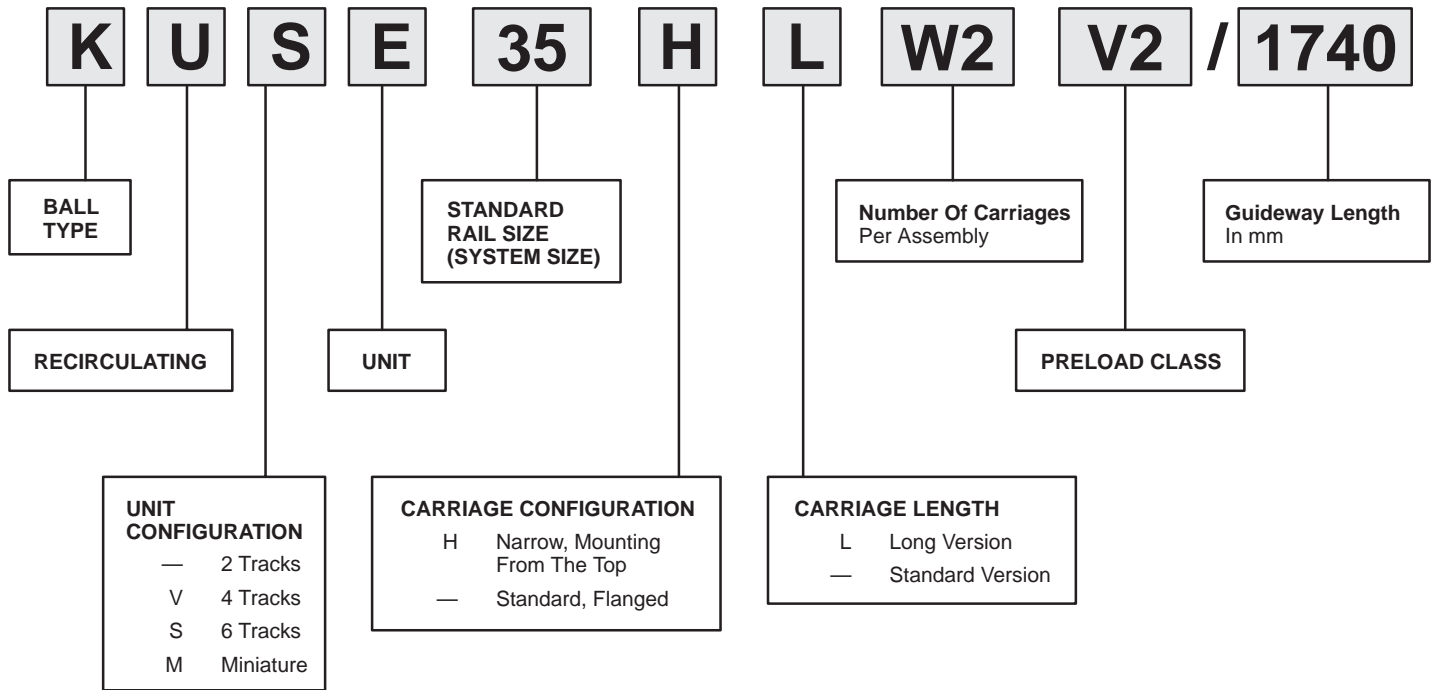 K U S E 35 H L W2 V2 / 1740
BALL
TYPE
STANDARD
RAIL SIZE
(SYSTEM SIZE)
Number Of Carriages
Per Assembly
Guideway Length
In mm
RECIRCULATING
UNIT
PRELOAD CLASS
UNIT
CONFIGURATION
— 2 Tracks
V 4 Tracks
S 6 Tracks
M Miniature
CARRIAGE CONFIGURATION
H Narrow, Mounting
From The Top
— Standard, Flanged
CARRIAGE LENGTH
L Long Version
— Standard Version